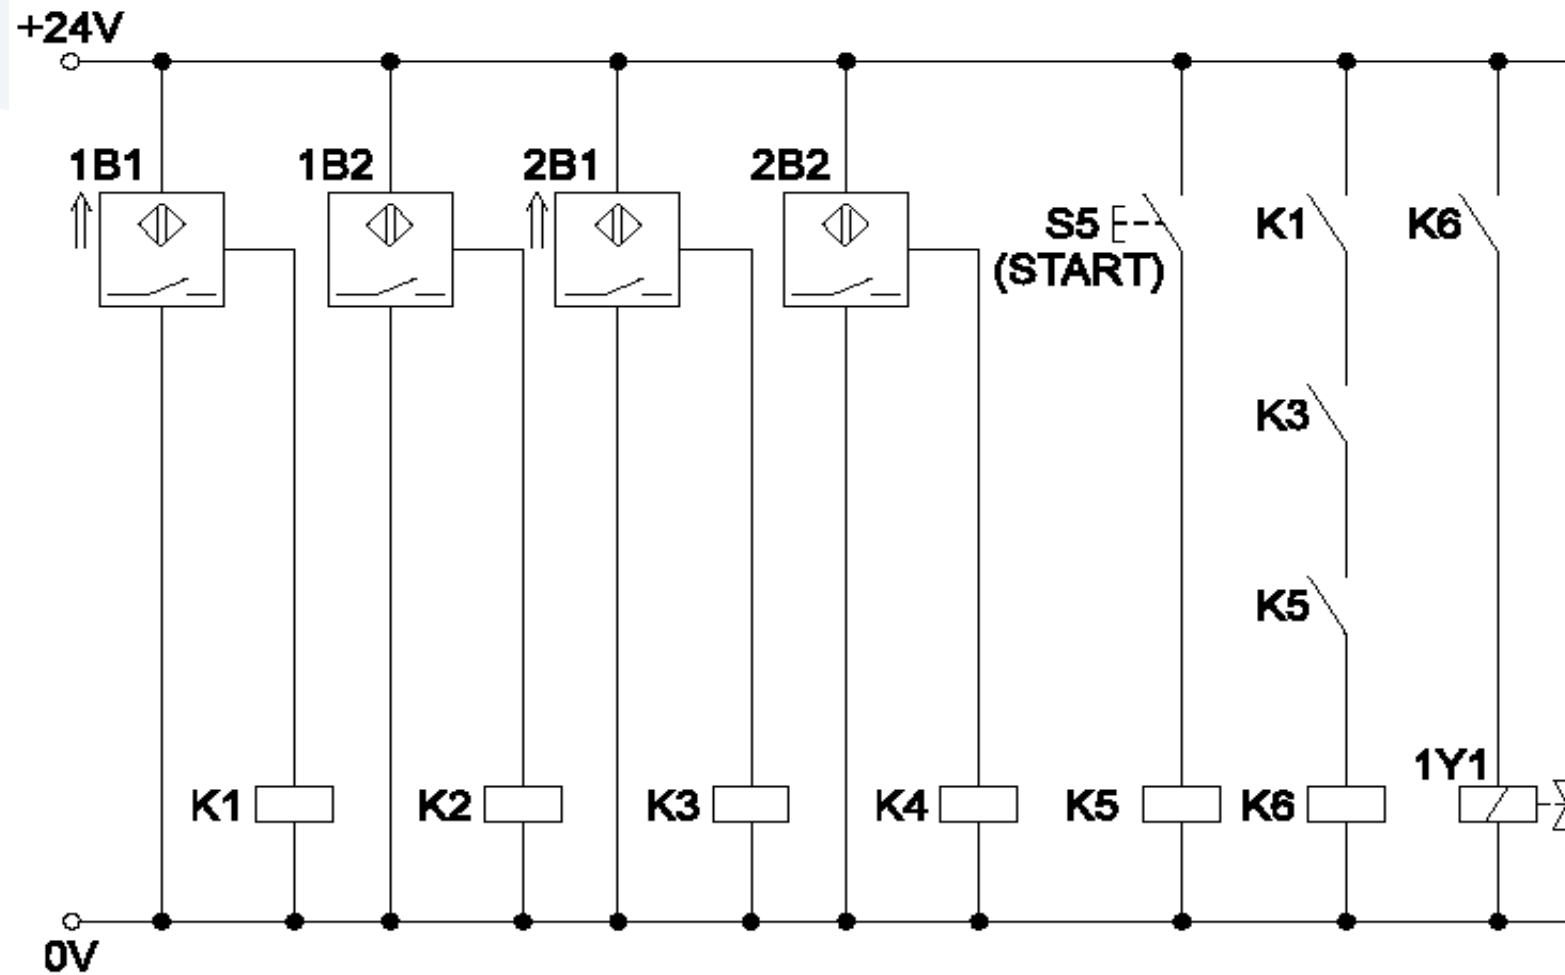 +24V
1B1 1B2 2B1 2B2
S5 K1 K6
(START)
K3
K5
1Y1
K1 K2 K3 K4 K5 K6
0V